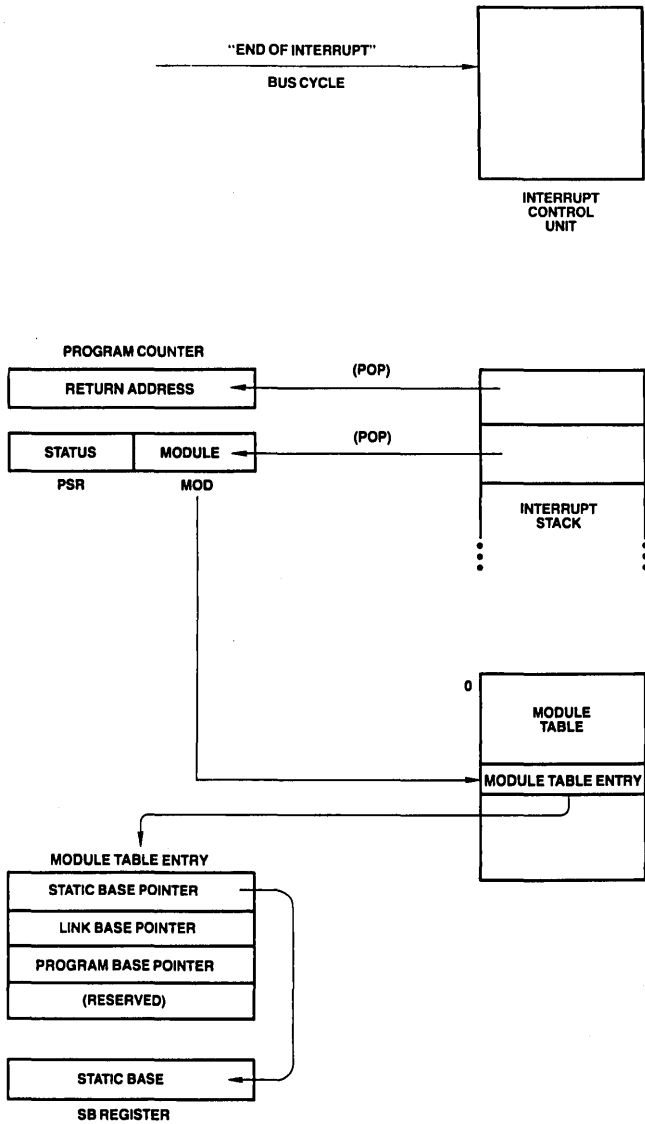 "END OF INTERRUPT"
BUS CYCLE
INTERRUPT
CONTROL
UNIT
PROGRAM COUNTER
RETURN ADDRESS
(POP)
STATUS
MODULE
(POP)
PSR
MOD
INTERRUPT
STACK
0
MODULE
TABLE
MODULE TABLE ENTRY
MODULE TABLE ENTRY
STATIC BASE POINTER
LINK BASE POINTER
PROGRAM BASE POINTER
(RESERVED)
STATIC BASE
SB REGISTER